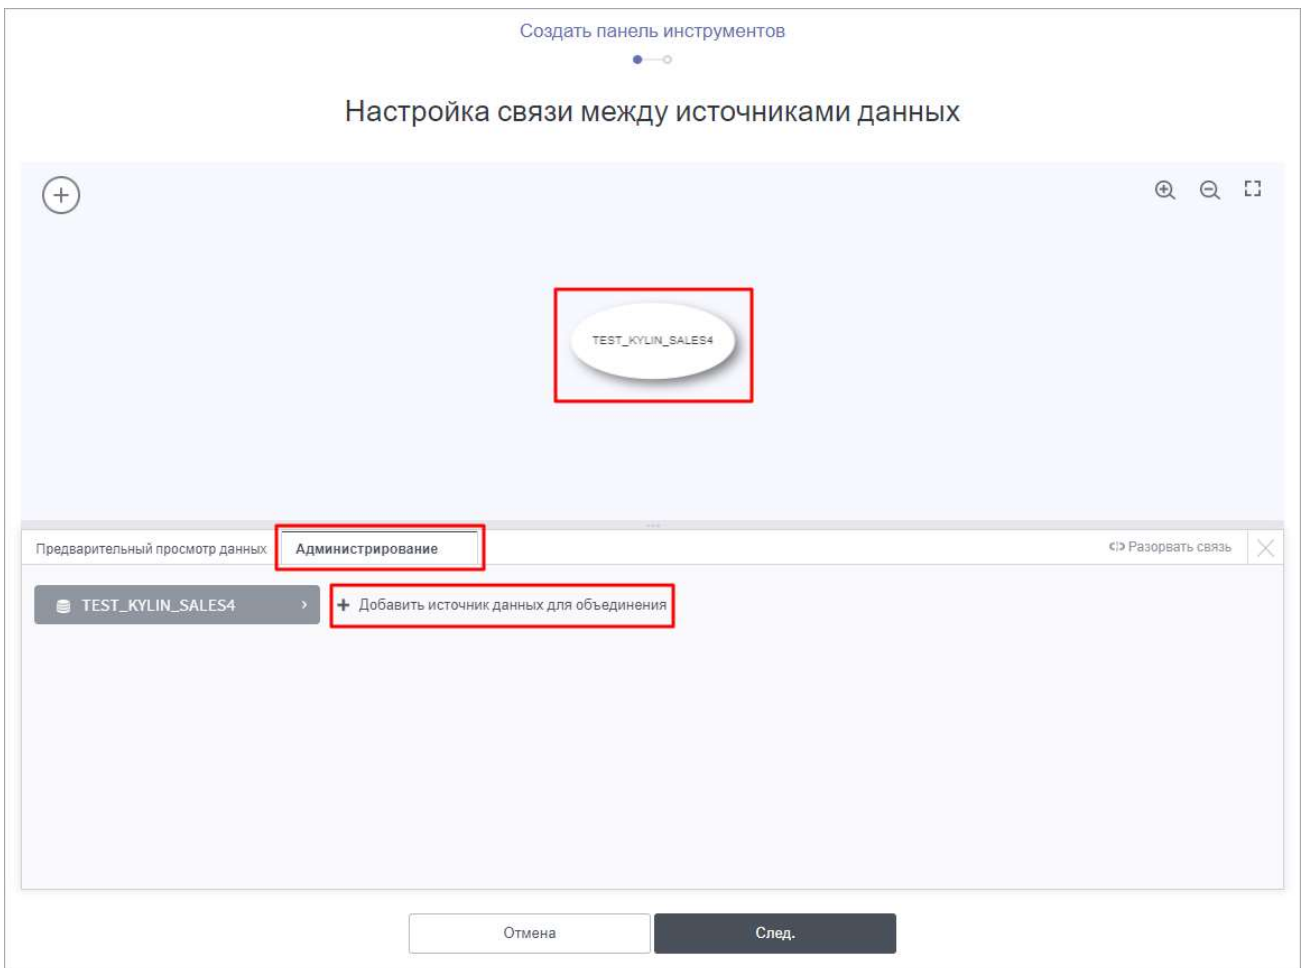 Создать панель инструментов
Настройка связи между источниками данных
TEST_KYLIN_SALES4
Предварительный просмотр данных Администрирование Разорвать связь
TEST_KYLIN_SALES4 Добавить источник данных для объединения
Отмена След.